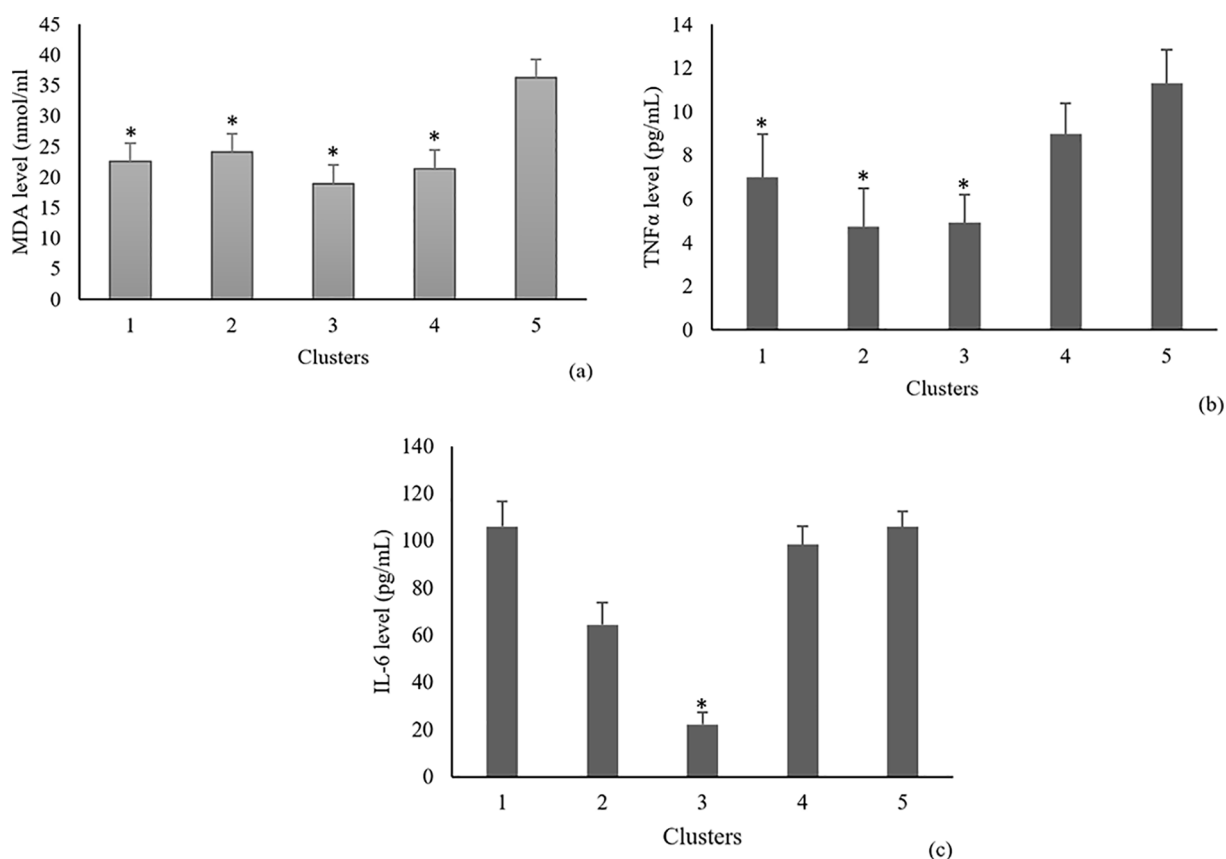 45
40
35
30
25
20
15
10
5
0
MDA level (nmol/ml)
*
*
*
*
1 2 3 4 5
Clusters
(a)
14
12
10
8
6
4
2
0
TNFα level (pg/mL)
*
*
*
1 2 3 4 5
Clusters
(b)
140
120
100
80
60
40
20
0
IL-6 level (pg/mL)
*
1 2 3 4 5
Clusters
(c)